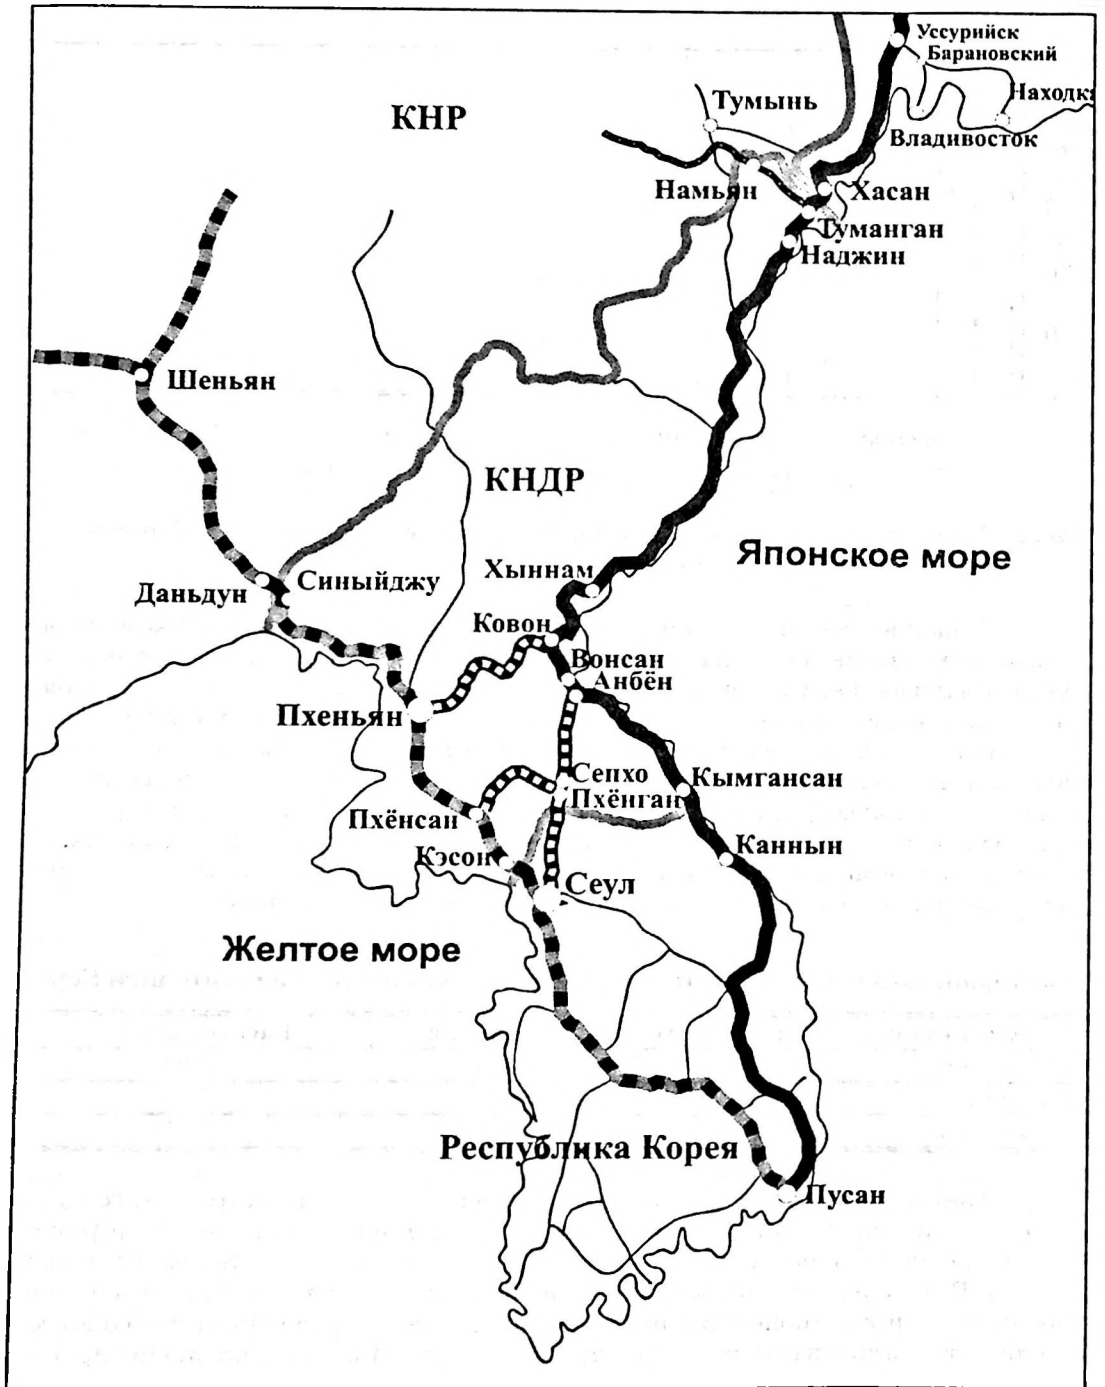 Уссурийск
Барановский
Находка
КНР
Тумынь
Владивосток
Намьян
Хасан
Туманган
Наджин
Шеньян
КНДР
Японское море
Хыннам
Синыйджу
Даньдун
Ковон
Вонсан
Анбён
Пхеньян
Сепхо
Кымгансан
Пхёнган
Пхёнсан
Каннын
Кэсон
Сеул
Желтое море
Республика Корея
Пусан